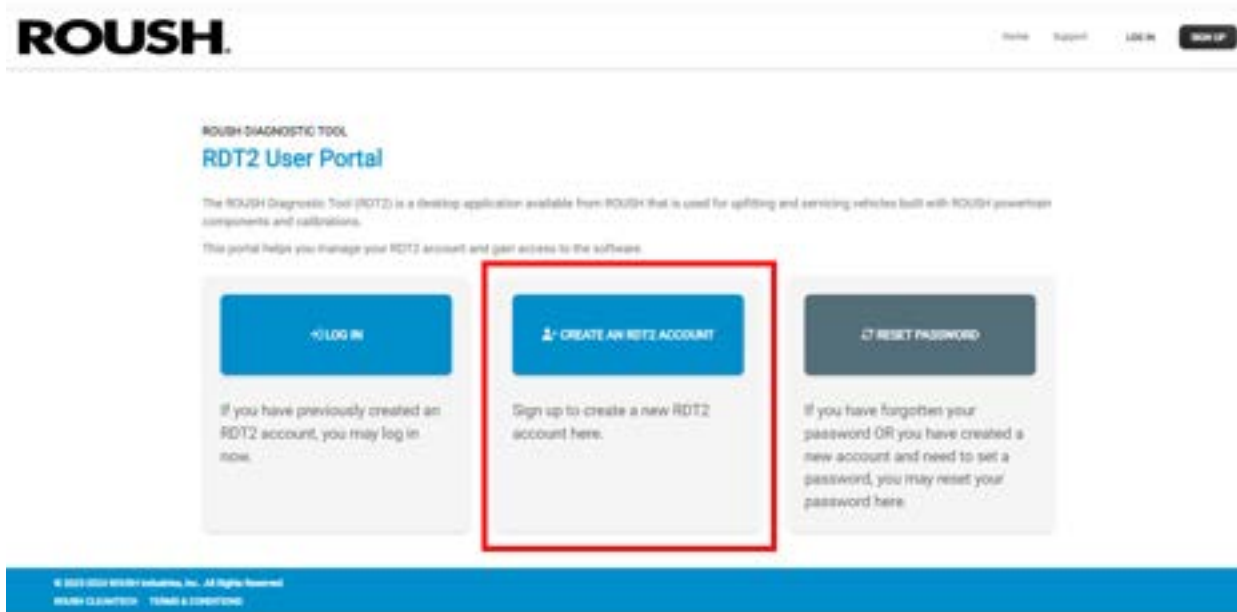 ROUSH.
Home Support LOG IN SIGN UP
ROUSH DIAGNOSTIC TOOL
RDT2 User Portal
The ROUSH Diagnostic Tool (RDT2) is a desktop application available from ROUSH that is used for upfitting and servicing vehicles built with ROUSH powertrain
components and calibrations.
This portal helps you manage your RDT2 account and gain access to the software.
LOG IN
If you have previously created an
RDT2 account, you may log in
now.
CREATE AN RDT2 ACCOUNT
Sign up to create a new RDT2
account here.
RESET PASSWORD
If you have forgotten your
password OR you have created a
new account and need to set a
password, you may reset your
password here.
ROUSH Industries, Inc. All Rights Reserved
ROUSH CLEANTECH TERMS & CONDITIONS